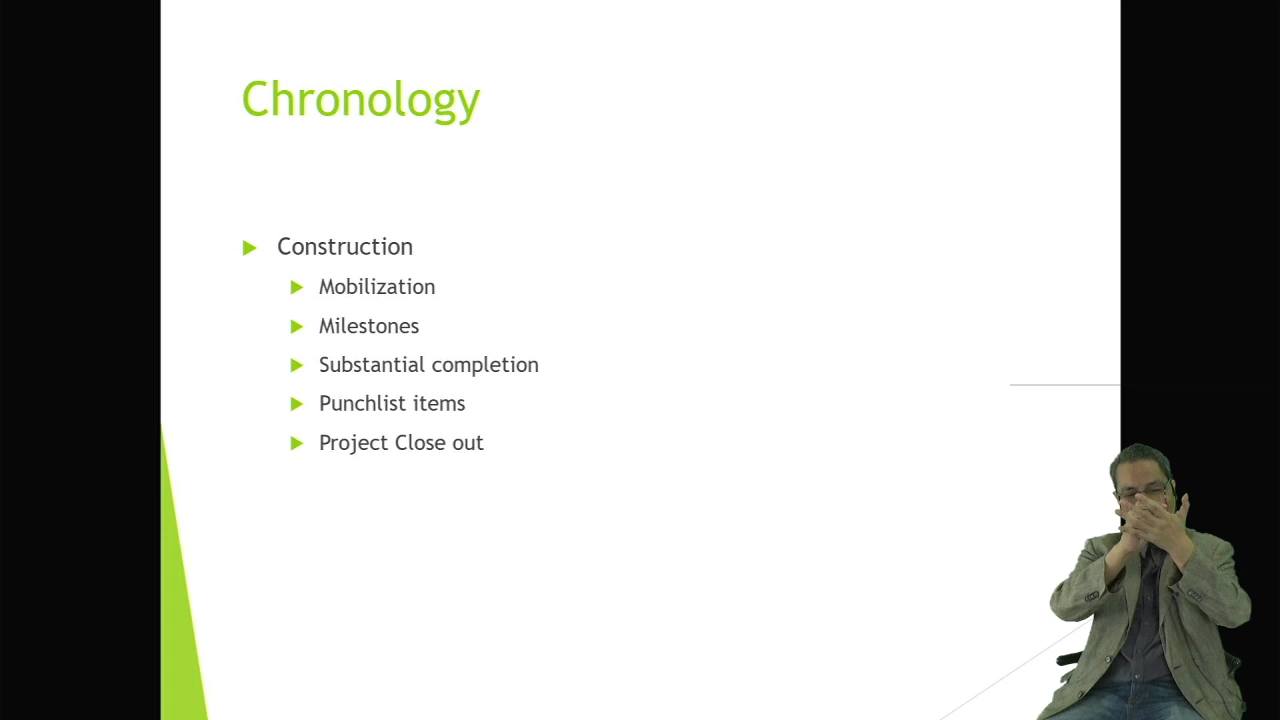 Chronology
Construction
Mobilization
Milestones
Substantial completion
Punchlist items
Project Close out